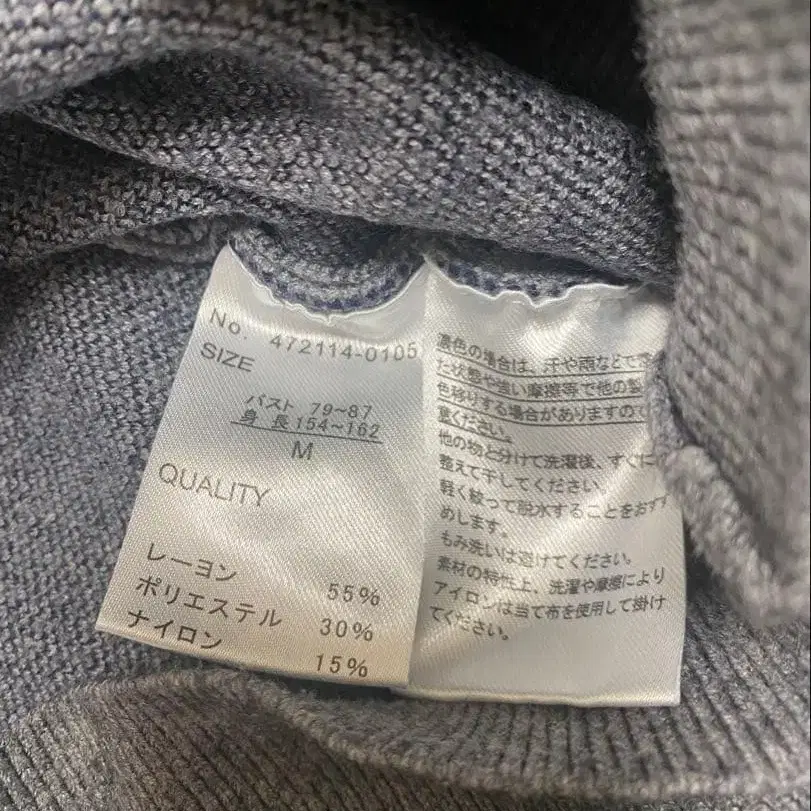 No. 472114-0105
SIZE
バスト 79~87
身 長 154~162
M
QUALITY
レーヨン 55%
ポリエステル 30%
ナイロン 15%
濃色の場合は、汗や雨などで
た状態や強い摩擦等で他の製
色移りする場合がありますので
意ください。
他の物と分けて洗濯後、すぐに
整えて干してください。
軽く絞って脱水することをおすす
めします。
もみ洗いは避けてください。
素材の特性上、洗濯や摩擦により
アイロンは当て布を使用して掛け
てください。